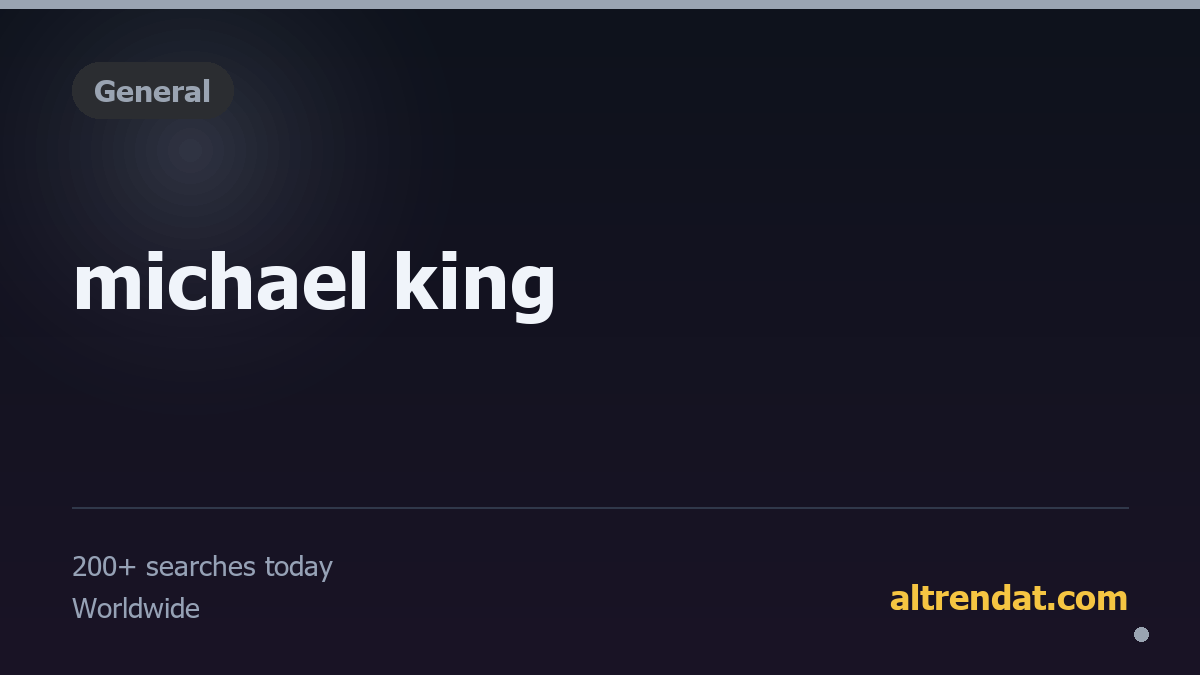 General
michael king
200+ searches today
Worldwide
altrendat.com